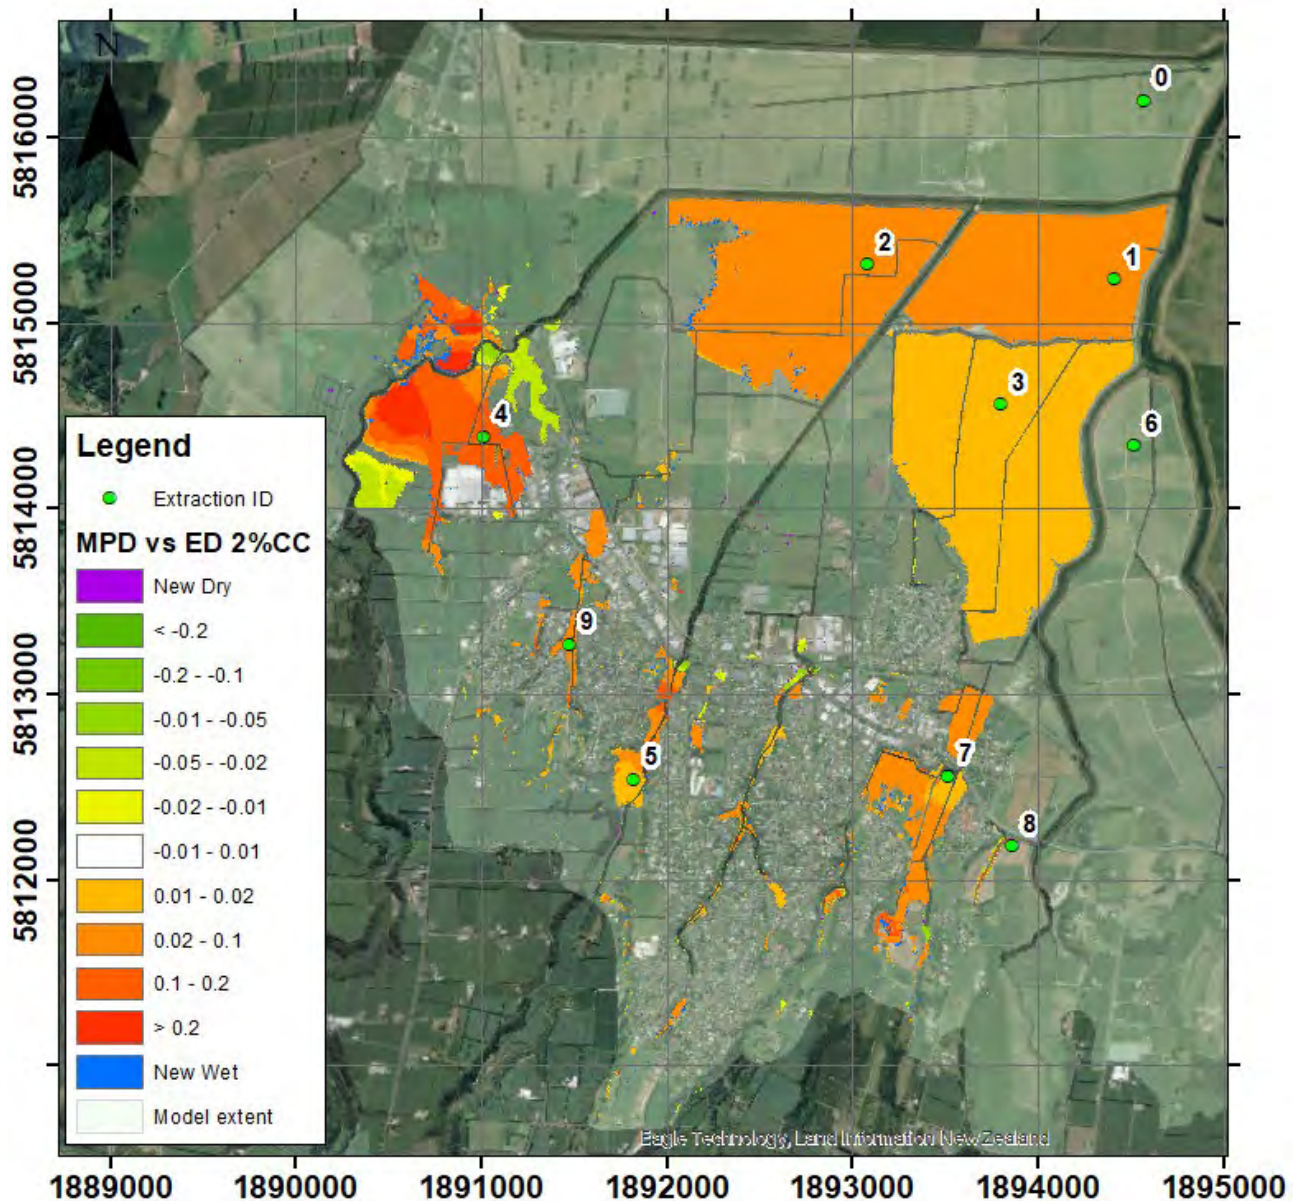 N
0
5816000
2
1
5815000
3
4
6
Legend
Extraction ID
5814000
MPD vs ED 2%CC
New Dry
< -0.2
9
-0.2 - -0.1
5813000
-0.01 - -0.05
-0.05 - -0.02
5
7
-0.02 - -0.01
8
-0.01 - 0.01
5812000
0.01 - 0.02
0.02 - 0.1
0.1 - 0.2
> 0.2
New Wet
Model extent
Eagle Technology, Land Information New Zealand
1889000 1890000 1891000 1892000 1893000 1894000 1895000